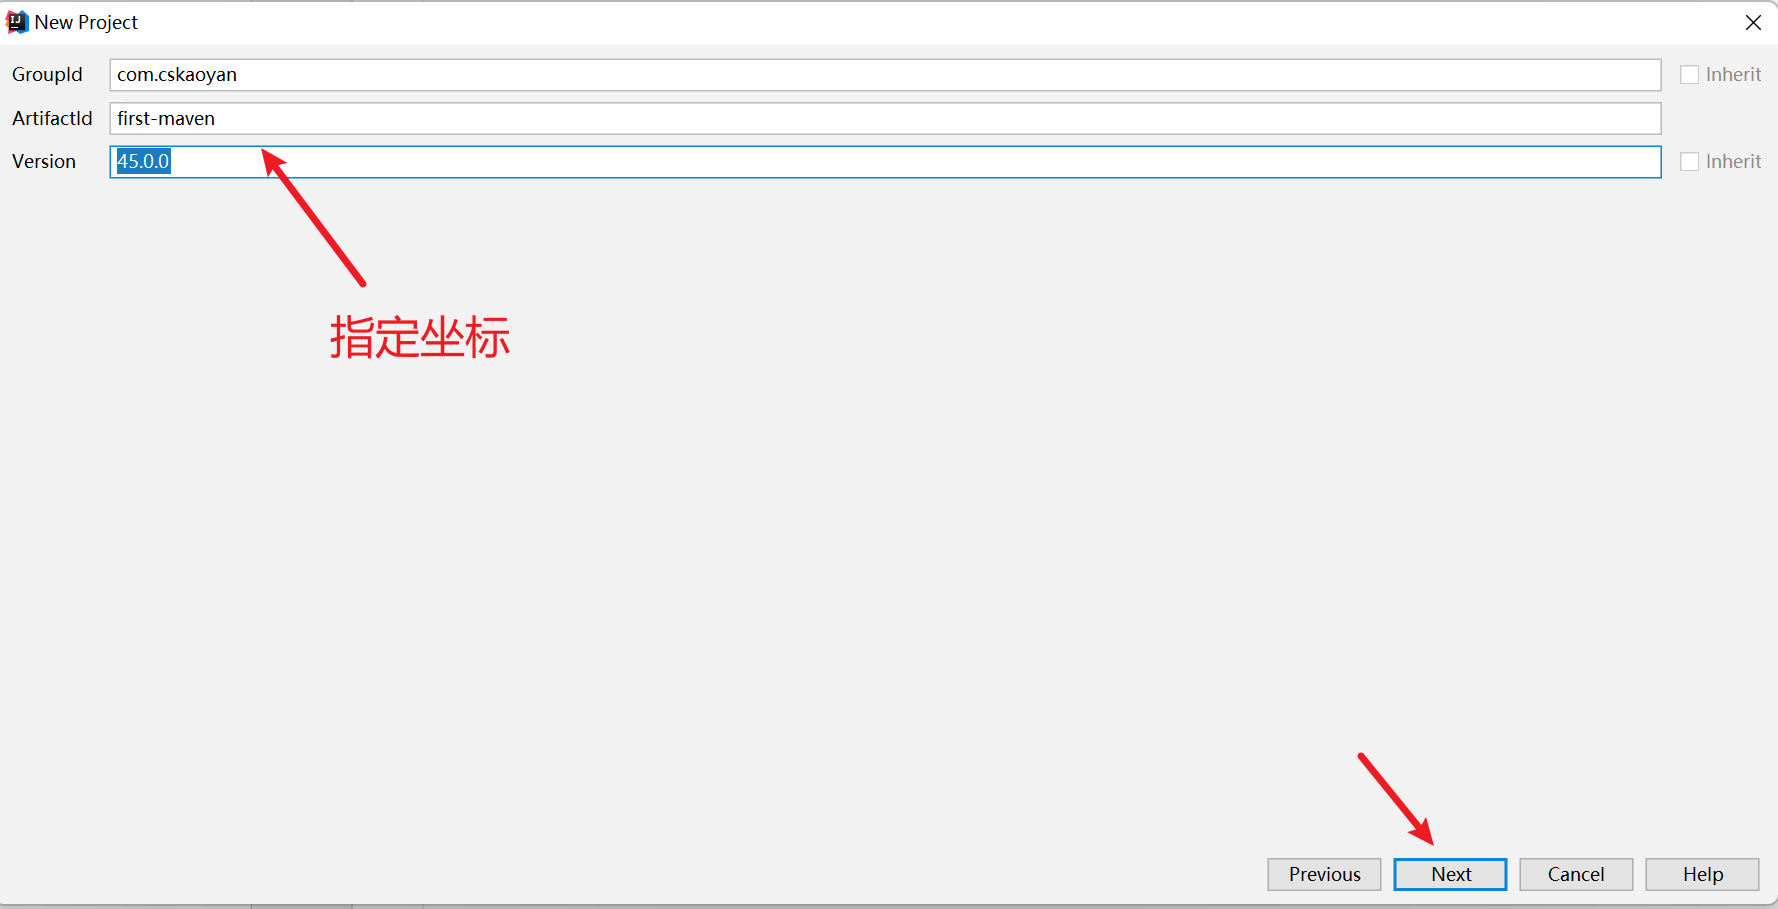 New Project
GroupId com.cskaoyan Inherit
ArtifactId first-maven
Version 45.0.0 Inherit
指定坐标
Previous Next Cancel Help